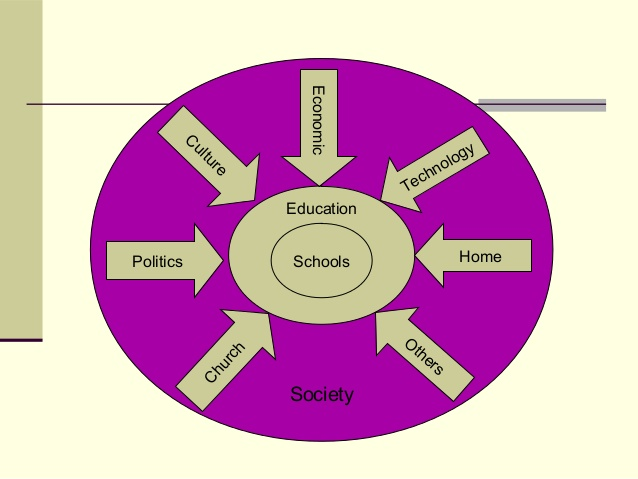 Economic
Culture
Technology
Education
Politics
Schools
Home
Church
Others
Society